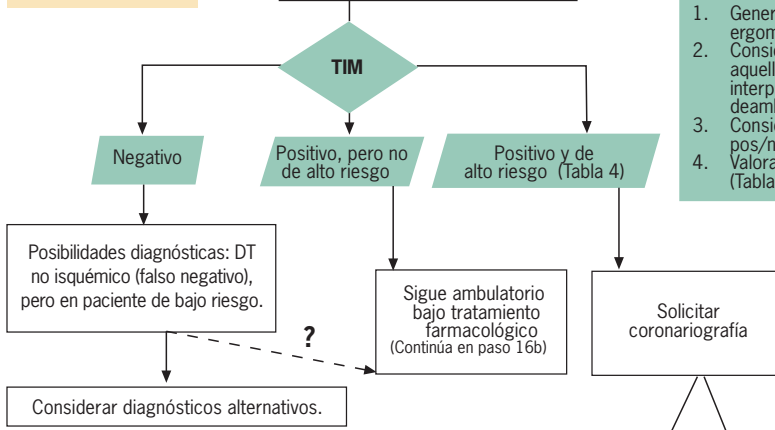 TIM
Negativo
Positivo, pero no
de alto riesgo
Positivo y de
alto riesgo (Tabla 4)
1.
2.
3.
4.
(Tabla
Posibilidades diagnósticas: DT
no isquémico (falso negativo),
pero en paciente de bajo riesgo.
?
Sigue ambulatorio
bajo tratamiento
farmacológico
(Continúa en paso 16b)
Solicitar
coronariografía
Considerar diagnósticos alternativos.